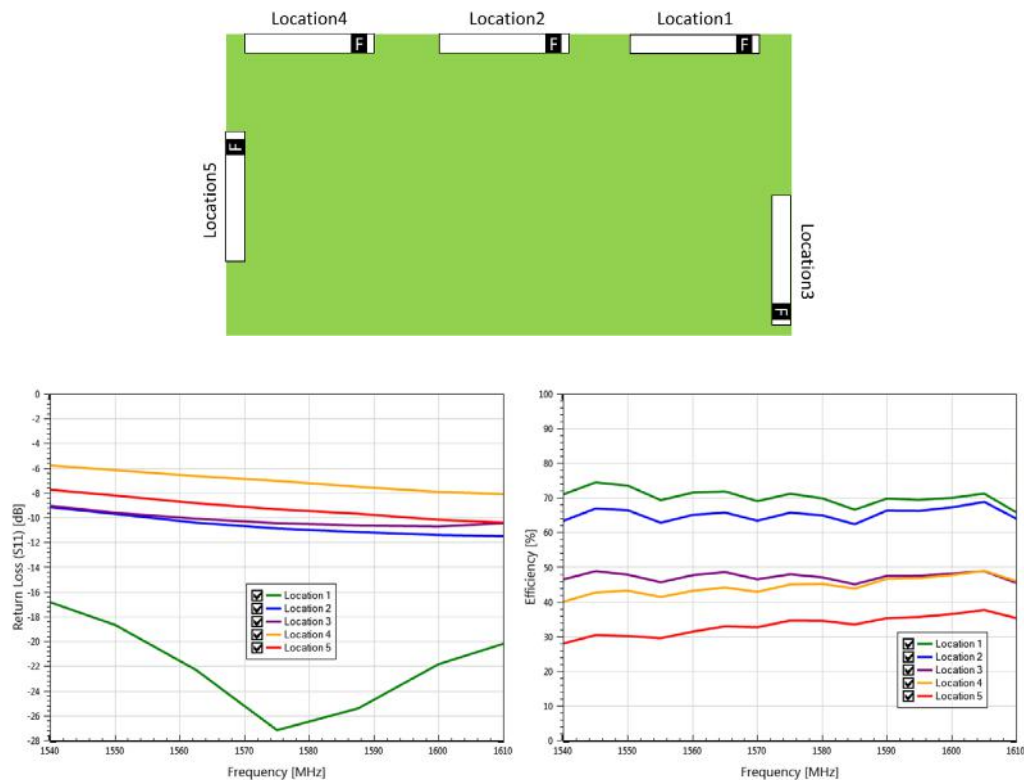 Location4 Location2 Location1
F F F
F
Location5
Location3
F
0
-2
-4
-6
-8
-10
-12
-14
-16
-18
-20
-22
-24
-26
-28
Return Loss (S11) [dB]
Location 1
Location 2
Location 3
Location 4
Location 5
1540 1550 1560 1570 1580 1590 1600 1610
Frequency [MHz]
100
90
80
70
60
50
40
30
20
10
0
Efficiency [%]
Location 1
Location 2
Location 3
Location 4
Location 5
1540 1550 1560 1570 1580 1590 1600 1610
Frequency [MHz]